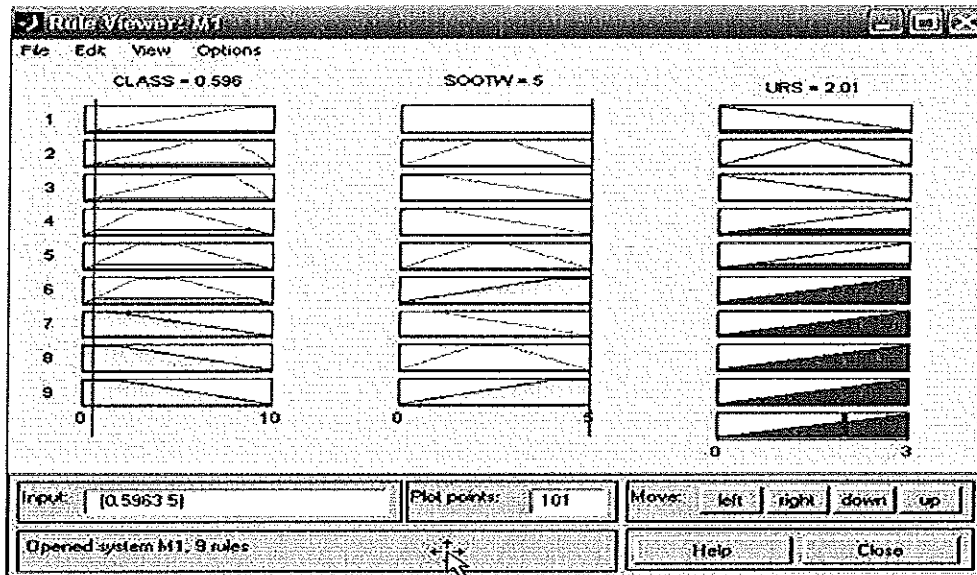 Rule Viewer: M1
File Edit View Options
CLASS = 0.596 SOOTW = 5 URS = 2.01
1
2
3
4
5
6
7
8
9
0 10 0 5
0 3
Input: [0.5963 5] Plot points: 101 Move: left right down up
Opened system M1, 9 rules Help Close